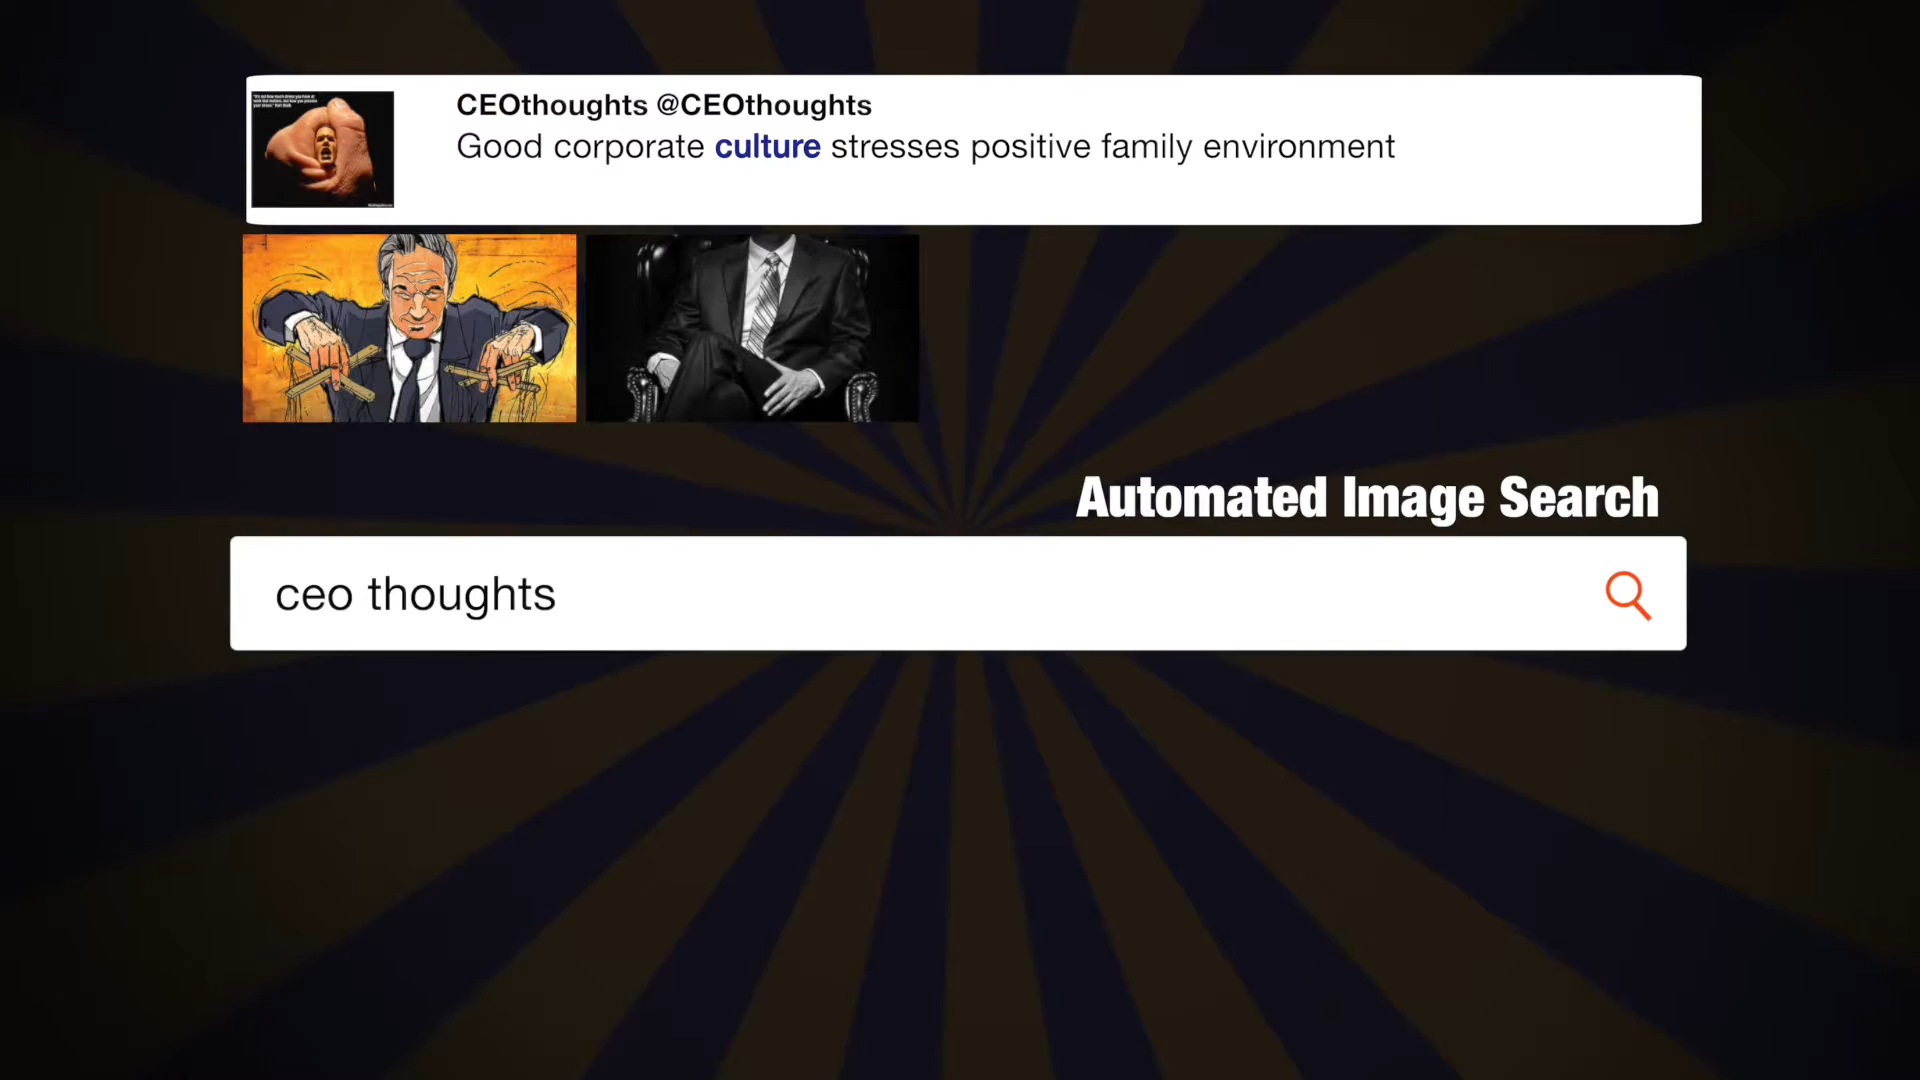 CEOthoughts @CEOthoughts
Good corporate culture stresses positive family environment
Automated Image Search
ceo thoughts